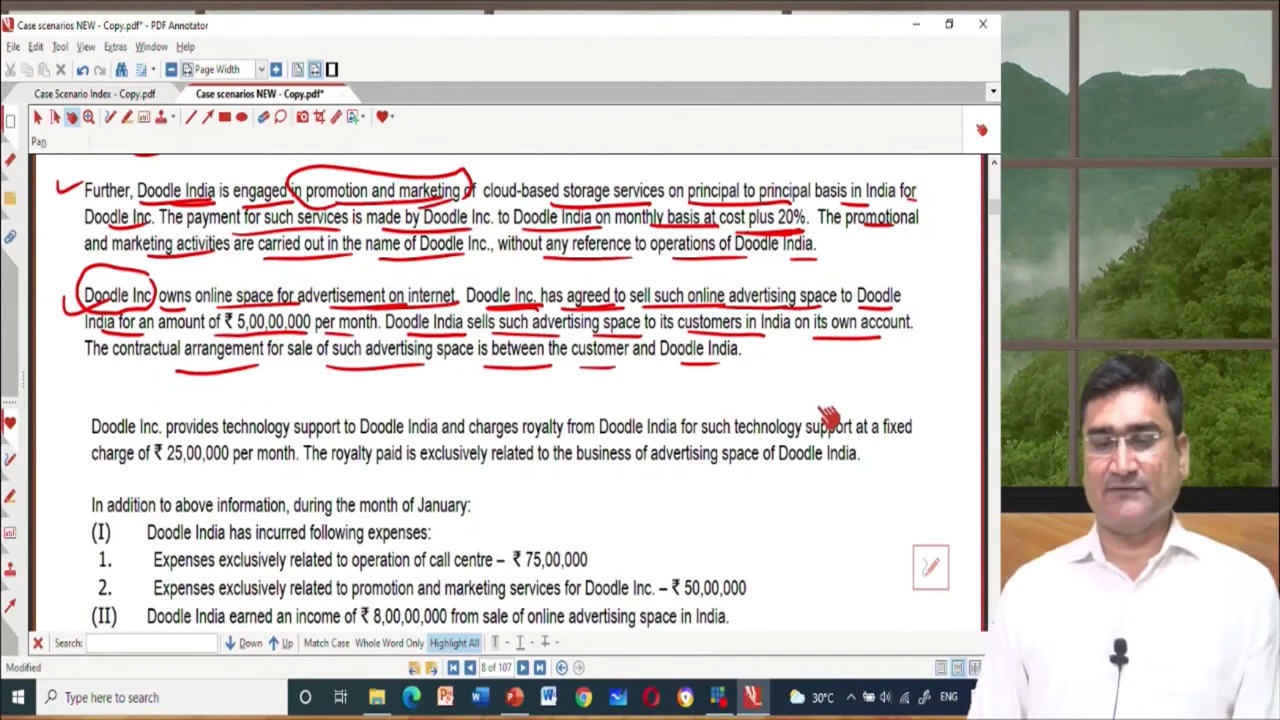 Case scenarios NEW - Copy.pdf* - PDF Annotator
File Edit Tool View Extras Window Help
Page Width
Case Scenario Index - Copy.pdf Case scenarios NEW - Copy.pdf*
Pan
Further, Doodle India is engaged in promotion and marketing of cloud-based storage services on principal to principal basis in India for
Doodle Inc. The payment for such services is made by Doodle Inc. to Doodle India on monthly basis at cost plus 20%. The promotional
and marketing activities are carried out in the name of Doodle Inc., without any reference to operations of Doodle India.
Doodle Inc. owns online space for advertisement on internet. Doodle Inc. has agreed to sell such online advertising space to Doodle
India for an amount of ₹ 5,00,00,000 per month. Doodle India sells such advertising space to its customers in India on its own account.
The contractual arrangement for sale of such advertising space is between the customer and Doodle India.
Doodle Inc. provides technology support to Doodle India and charges royalty from Doodle India for such technology support at a fixed
charge of ₹ 25,00,000 per month. The royalty paid is exclusively related to the business of advertising space of Doodle India.
In addition to above information, during the month of January:
(I) Doodle India has incurred following expenses:
1. Expenses exclusively related to operation of call centre – ₹ 75,00,000
2. Expenses exclusively related to promotion and marketing services for Doodle Inc. – ₹ 50,00,000
(II) Doodle India earned an income of ₹ 8,00,00,000 from sale of online advertising space in India.
Search: Down Up Match Case Whole Word Only Highlight All
Modified 8 of 107
Type here to search 30°C ENG